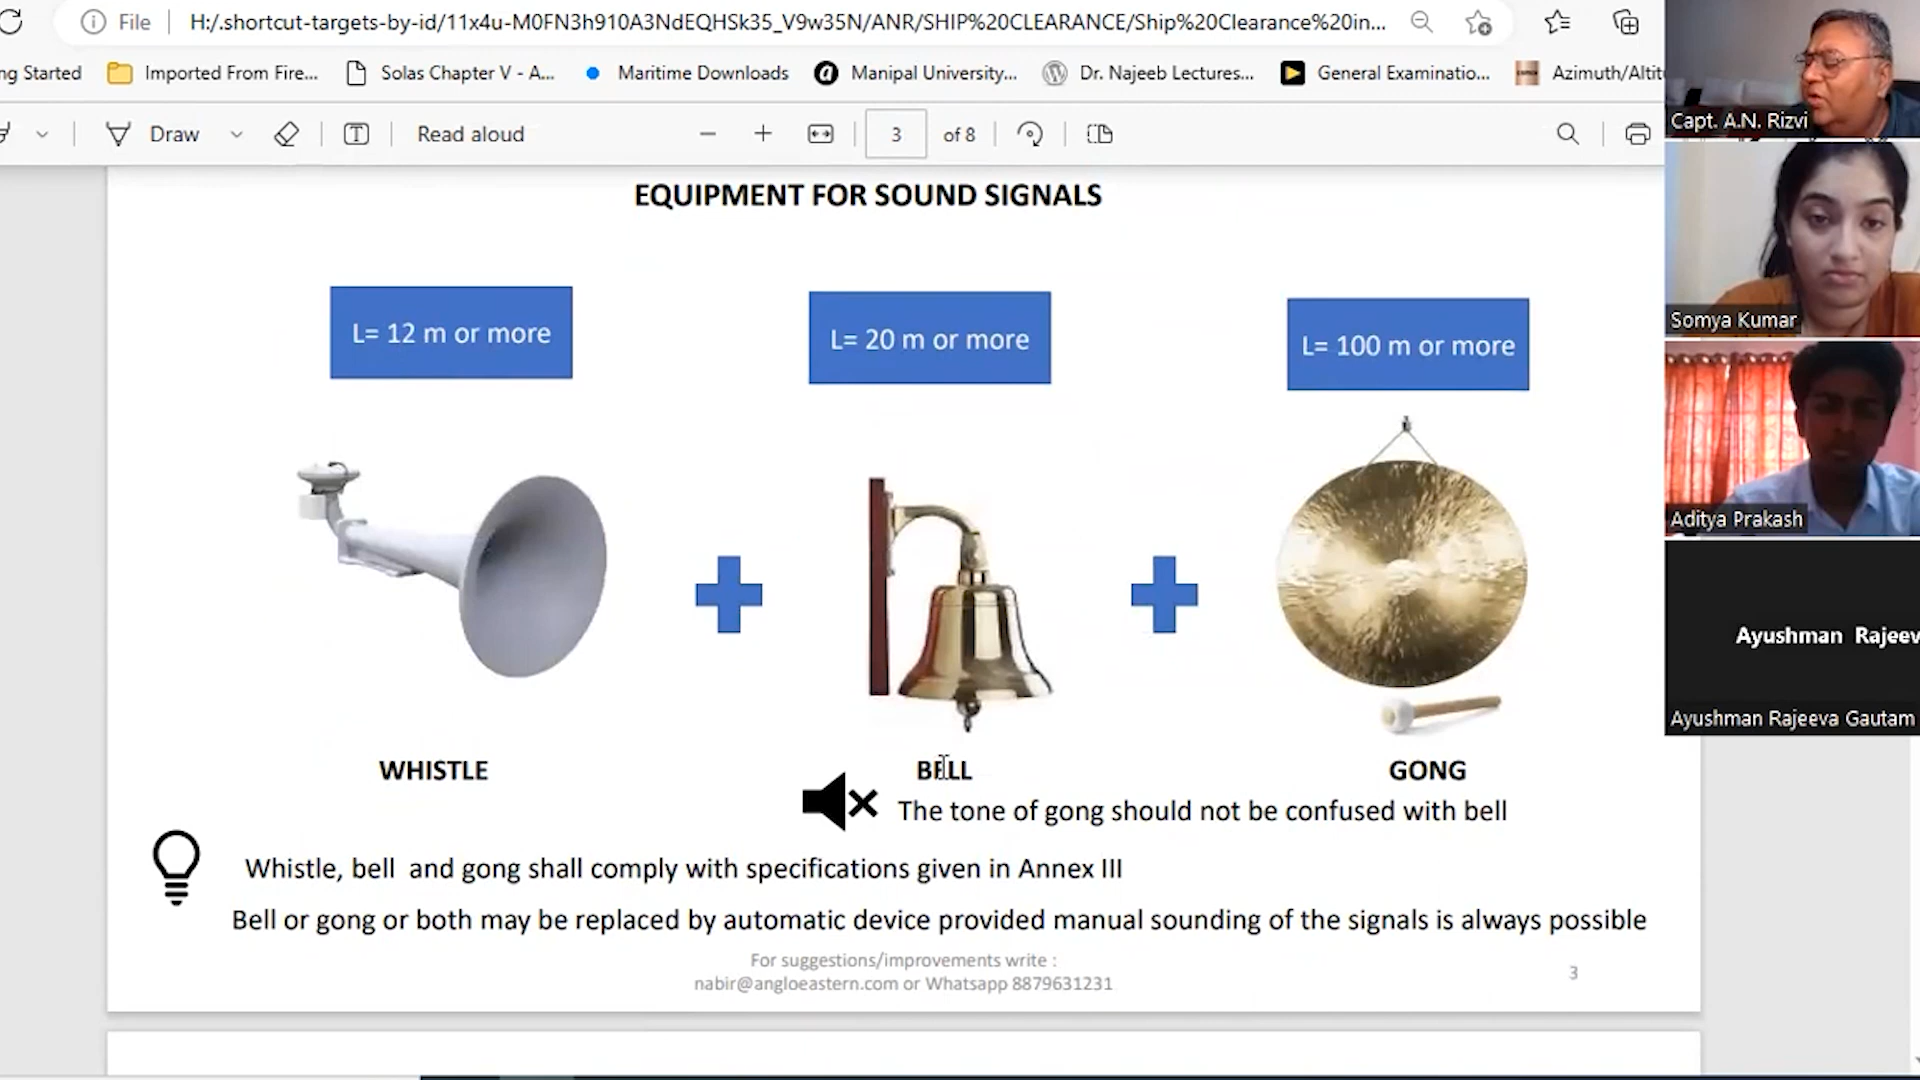 File
H:/.shortcut-targets-by-id/11x4u-M0FN3h910A3NdEQHSk35_V9w35N/ANR/SHIP%20CLEARANCE/Ship%20Clearance%20in...
ng Started
Imported From Fire...
Solas Chapter V - A...
Maritime Downloads
Manipal University,...
Dr. Najeeb Lectures...
General Examinatio...
Azimuth/Altit
Draw
Read aloud
3 of 8
EQUIPMENT FOR SOUND SIGNALS
L= 12 m or more
L= 20 m or more
L= 100 m or more
WHISTLE
BELL
GONG
The tone of gong should not be confused with bell
Whistle, bell and gong shall comply with specifications given in Annex III
Bell or gong or both may be replaced by automatic device provided manual sounding of the signals is always possible
For suggestions/improvements write :
nabir@angloeastern.com or Whatsapp 8879631231
3
Capt. A.N. Rizvi
Somya Kumar
Aditya Prakash
Ayushman Rajeev
Ayushman Rajeeva Gautam